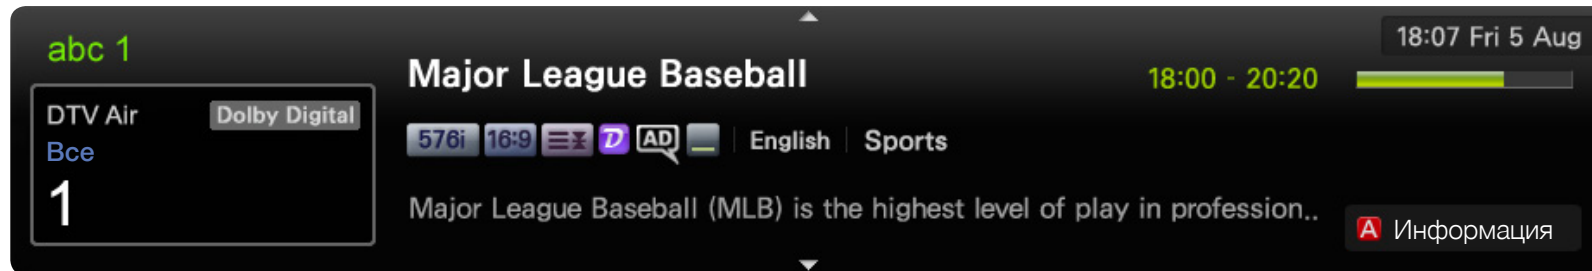 abc 1
DTV Air Dolby Digital
Все
1
Major League Baseball 18:00 - 20:20
576i 16:9 D AD English Sports
Major League Baseball (MLB) is the highest level of play in profession..
18:07 Fri 5 Aug
A Информация